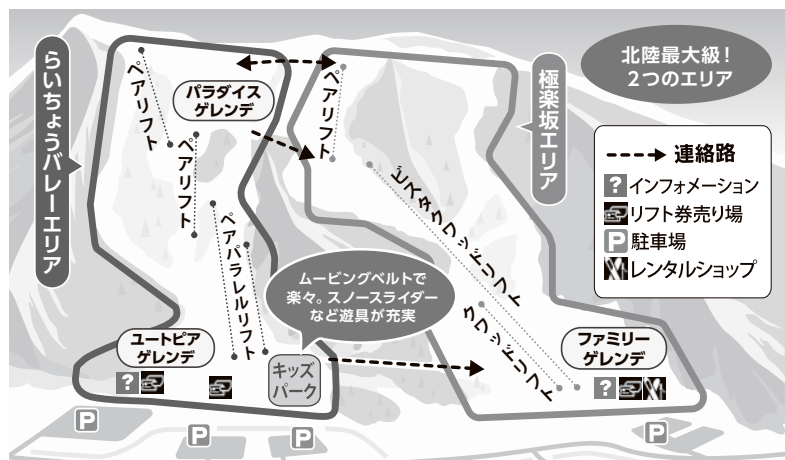 らいちょうバレーエリア
ペアリフト
パラダイス
ゲレンデ
ペアリフト
ペアパラレルリフト
ユートピア
ゲレンデ
?
キッズ
パーク
ムービングベルトで
楽々。スノースライダー
など遊具が充実
P
P
P
ペアリフト
極楽坂エリア
ビスタクワッドリフト
クワッドリフト
ファミリー
ゲレンデ
?
P
北陸最大級!
2つのエリア
連絡路
? インフォメーション
リフト券売り場
P 駐車場
レンタルショップ